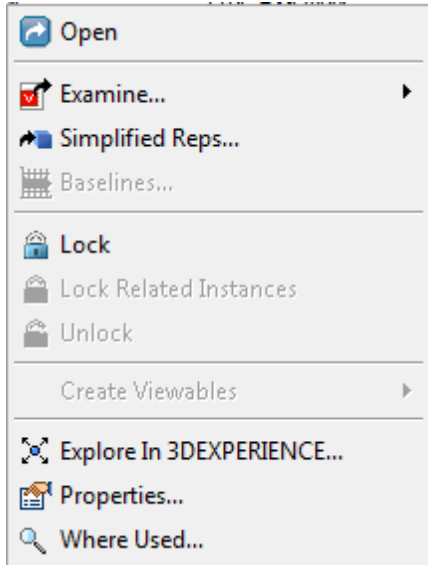 Open
Examine...
Simplified Reps...
Baselines...
Lock
Lock Related Instances
Unlock
Create Viewables
Explore In 3DEXPERIENCE...
Properties...
Where Used...